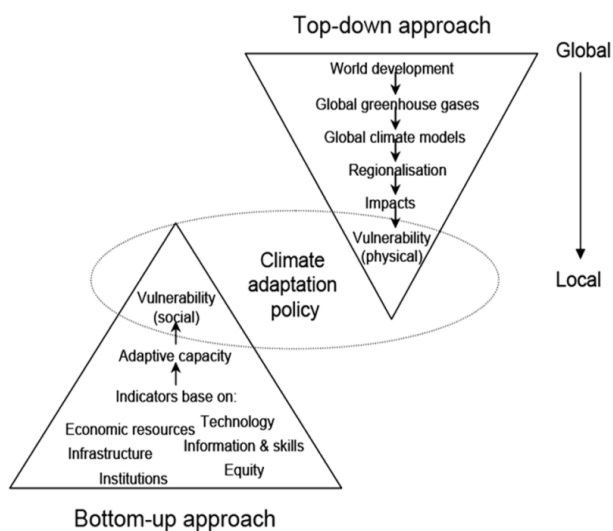 Top-down approach
Global
World development
Global greenhouse gases
Global climate models
Regionalisation
Impacts
Vulnerability
(physical)
Climate
adaptation
policy
Local
Vulnerability
(social)
Adaptive capacity
Indicators base on:
Economic resources
Technology
Infrastructure
Information & skills
Institutions
Equity
Bottom-up approach